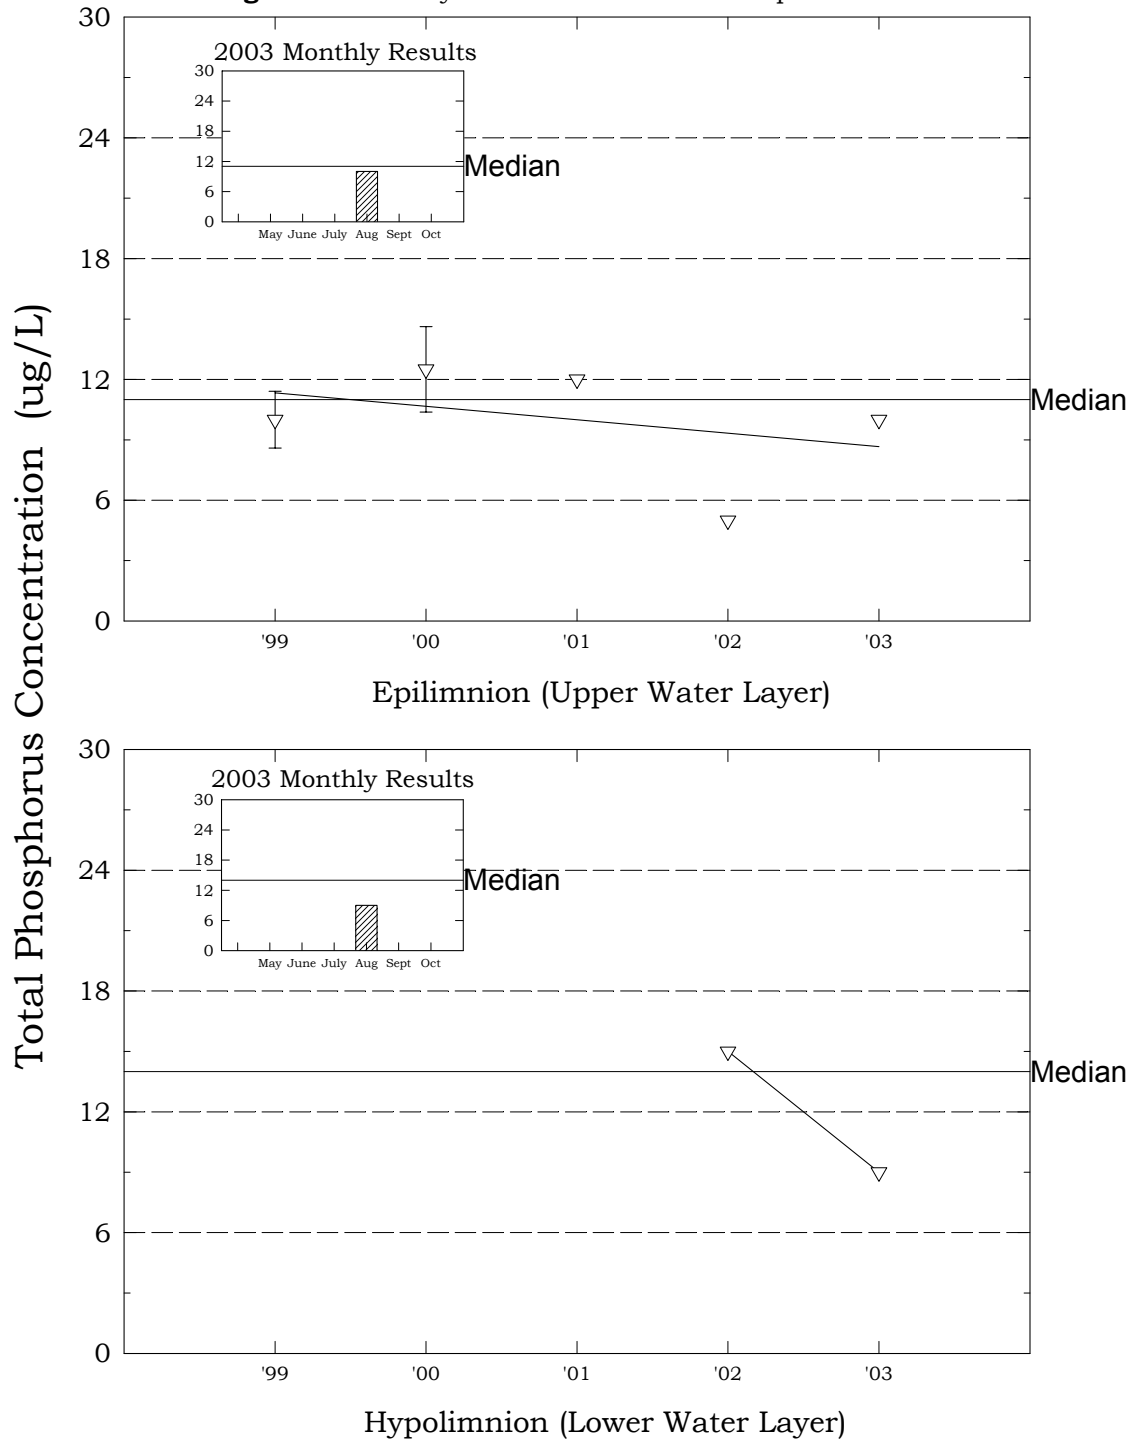 30
2003 Monthly Results
30
24
24
18
12
Median
6
0
May June July Aug Sept Oct
18
12
Median
6
0
'99 '00 '01 '02 '03
Epilimnion (Upper Water Layer)
Total Phosphorus Concentration (ug/L)
30
2003 Monthly Results
30
24
18
24
12
Median
6
0
May June July Aug Sept Oct
18
Median
12
6
0
'99 '00 '01 '02 '03
Hypolimnion (Lower Water Layer)